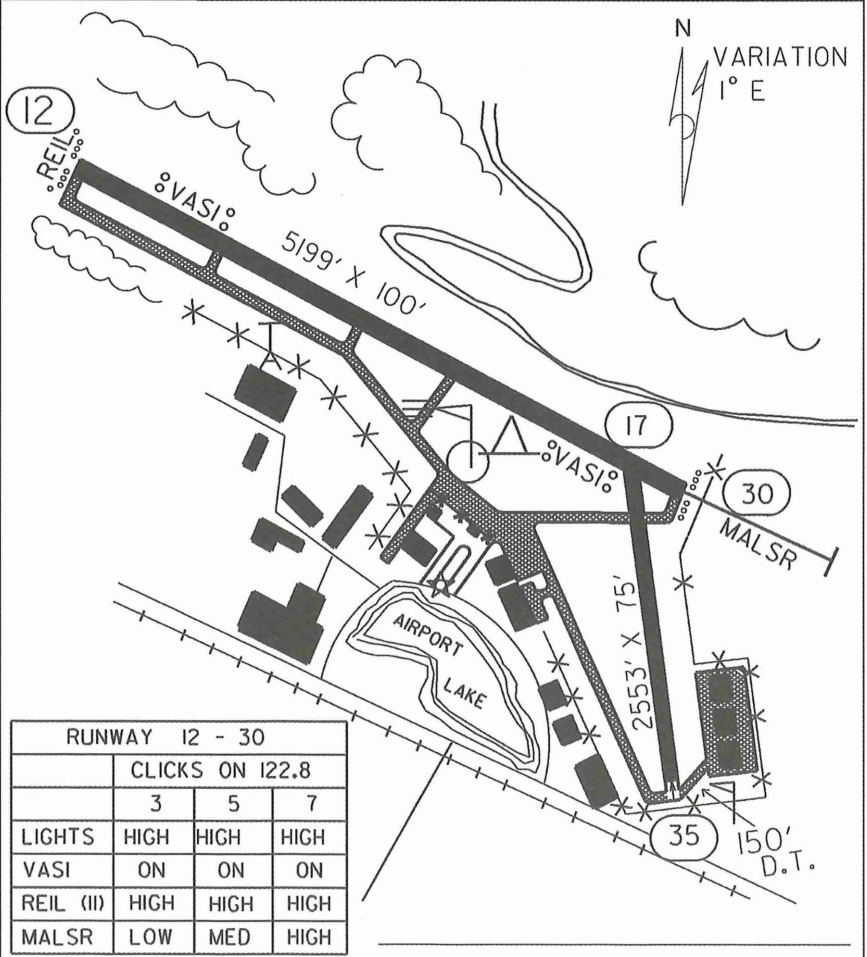 N
VARIATION
1° E
12
REIL
VASI
5199' X 100'
17
VASI
30
MALSR
2553' X 75'
AIRPORT
LAKE
35
150'
D.T.
RUNWAY 12 - 30
CLICKS ON 122.8
3 5 7
LIGHTS HIGH HIGH HIGH
VASI ON ON ON
REIL (II) HIGH HIGH HIGH
MALSR LOW MED HIGH